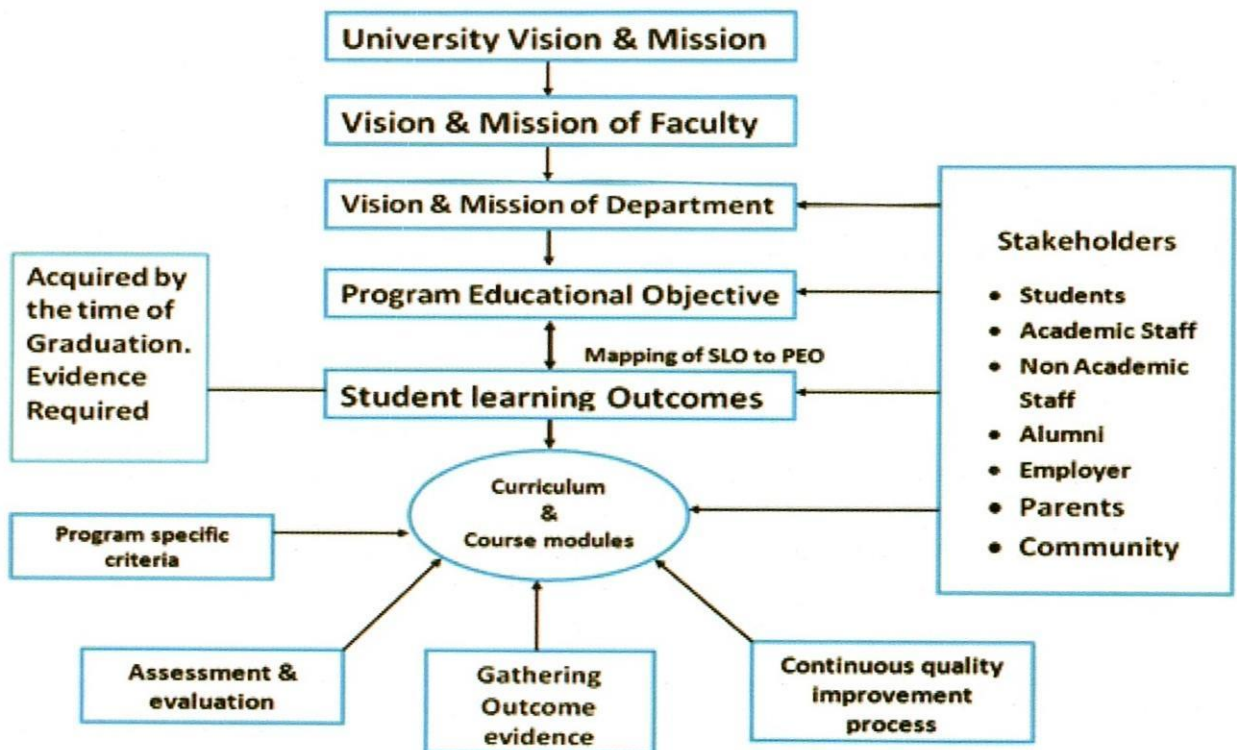 University Vision & Mission
Vision & Mission of Faculty
Vision & Mission of Department
Program Educational Objective
Mapping of SLO to PEO
Student learning Outcomes
Acquired by
the time of
Graduation.
Evidence
Required
Stakeholders
• Students
• Academic Staff
• Non Academic
Staff
• Alumni
• Employer
• Parents
• Community
Curriculum
&
Course modules
Program specific
criteria
Assessment &
evaluation
Gathering
Outcome
evidence
Continuous quality
improvement
process